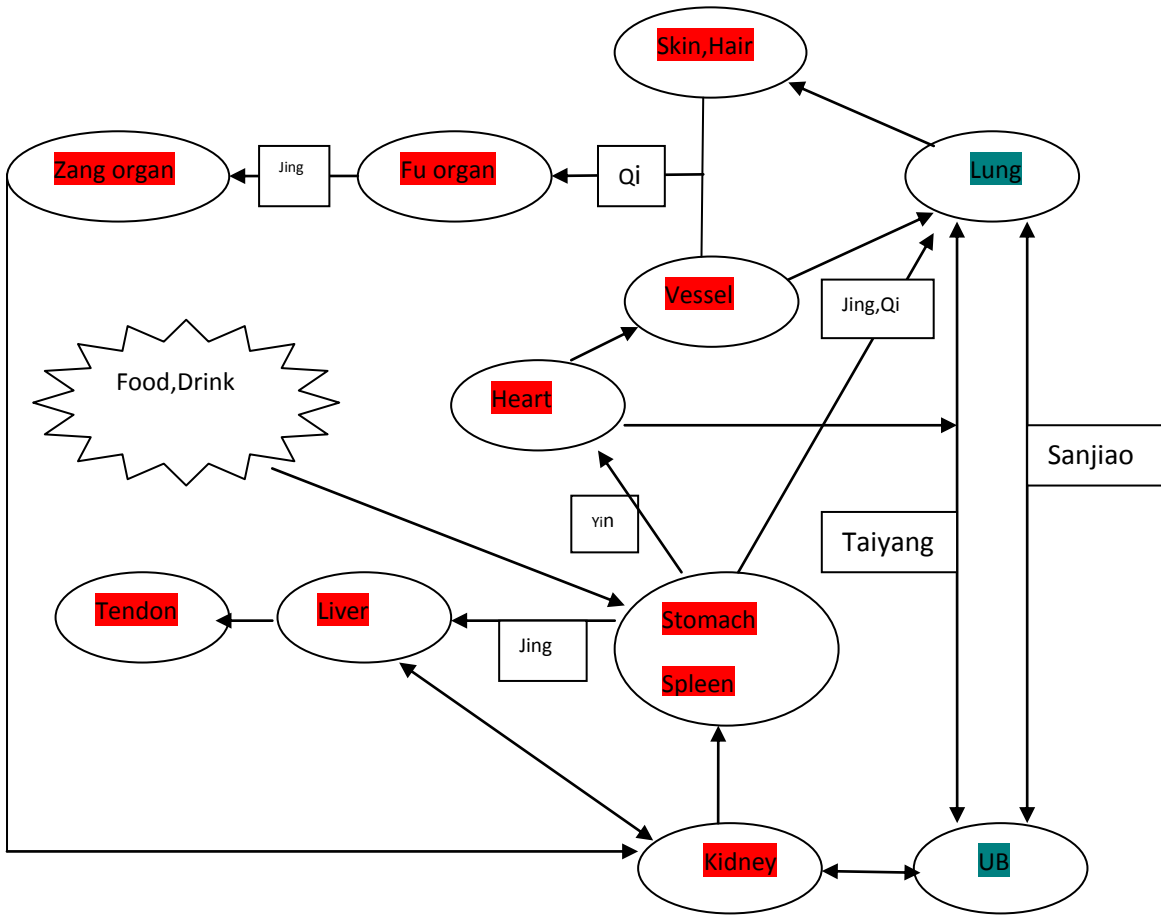 Skin,Hair
Zang organ
Jing
Fu organ
Qi
Lung
Vessel
Jing,Qi
Food,Drink
Heart
Sanjiao
Yin
Taiyang
Tendon
Liver
Jing
Stomach
Spleen
Kidney
UB